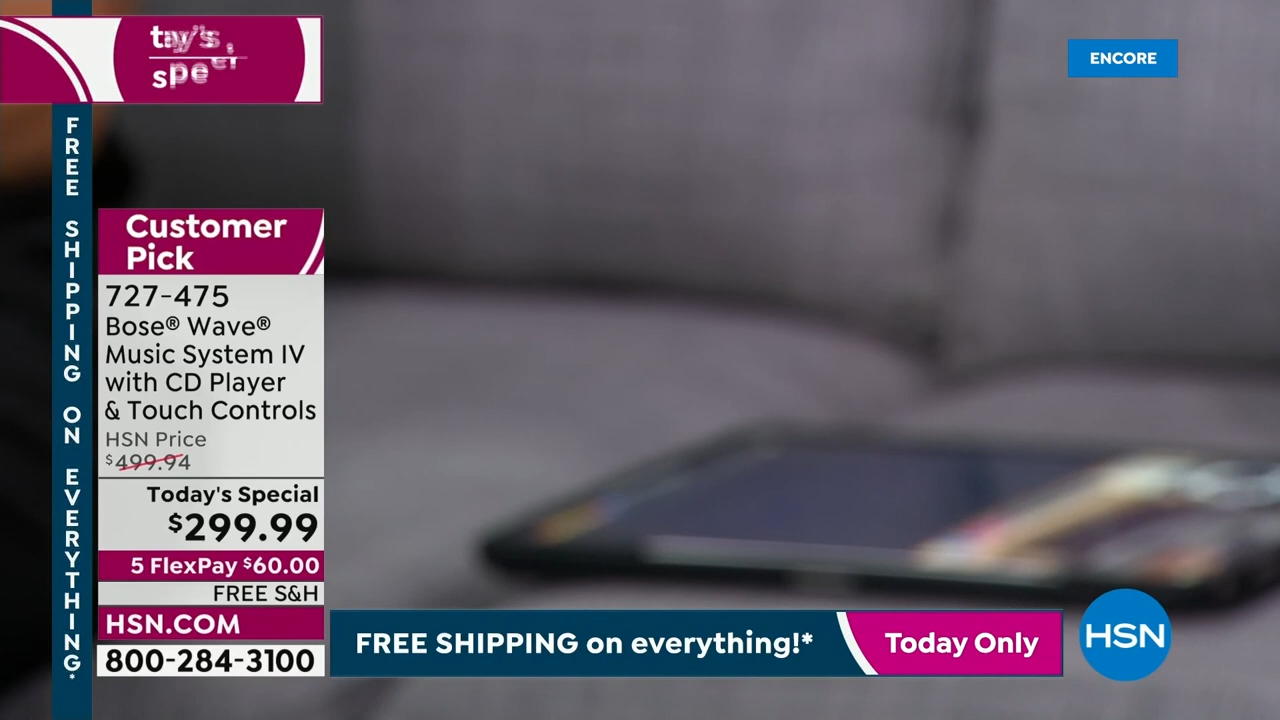 ENCORE
FREE SHIPPING ON EVERYTHING!*
Customer
Pick
727-475
Bose® Wave®
Music System IV
with CD Player
& Touch Controls
HSN Price
$499.94
Today's Special
$299.99
5 FlexPay $60.00
FREE S&H
HSN.COM
800-284-3100
FREE SHIPPING on everything!*
Today Only
HSN